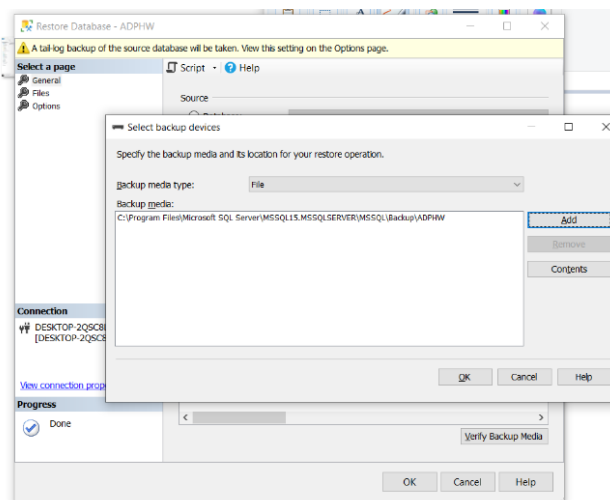 Restore Database - ADPHW
A tail-log backup of the source database will be taken. View this setting on the Options page.
Select a page
General
Files
Options
Script
Help
Source
Select backup devices
Specify the backup media and its location for your restore operation.
Backup media type:
File
Backup media:
C:\Program Files\Microsoft SQL Server\MSSQL15.MSSQLSERVER\MSSQL\Backup\ADPHW
Add
Remove
Contents
OK
Cancel
Help
Connection
[DESKTOP-2QSC8
View connection prop
Progress
Done
Verify Backup Media
OK
Cancel
Help